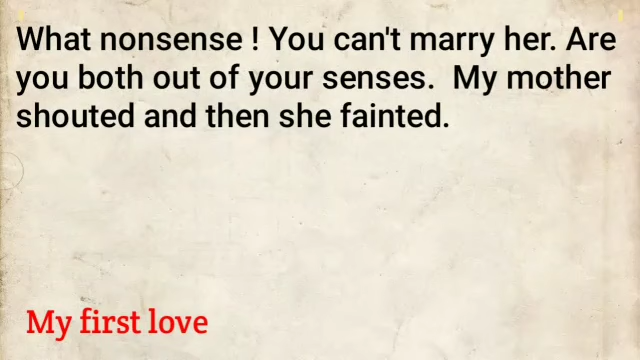 What nonsense ! You can't marry her. Are
you both out of your senses.  My mother
shouted and then she fainted.
My first love